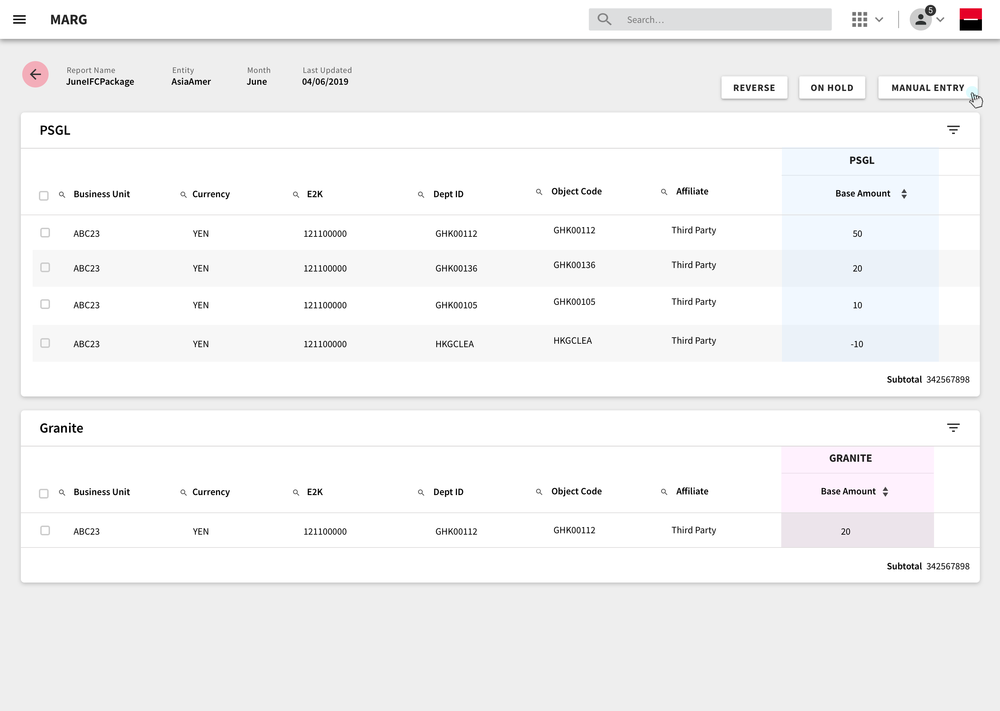 MARG
Search...
5
Report Name Entity Month Last Updated
JuneIFCPackage AsiaAmer June 04/06/2019
REVERSE ON HOLD MANUAL ENTRY
PSGL
PSGL
Business Unit Currency E2K Dept ID Object Code Affiliate Base Amount
ABC23 YEN 121100000 GHK00112 GHK00112 Third Party 50
ABC23 YEN 121100000 GHK00136 GHK00136 Third Party 20
ABC23 YEN 121100000 GHK00105 GHK00105 Third Party 10
ABC23 YEN 121100000 HKGCLEA HKGCLEA Third Party -10
Subtotal 342567898
Granite
GRANITE
Business Unit Currency E2K Dept ID Object Code Affiliate Base Amount
ABC23 YEN 121100000 GHK00112 GHK00112 Third Party 20
Subtotal 342567898